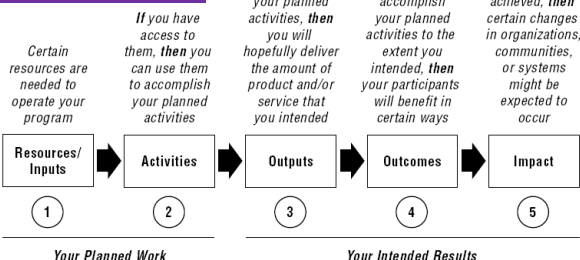 Certain
resources are
needed to
operate your
program
If you have
access to
them, then you
can use them
to accomplish
your planned
activities
your planned
activities, then
you will
hopefully deliver
the amount of
product and/or
service that
you intended
accomplish
your planned
activities to the
extent you
intended, then
your participants
will benefit in
certain ways
achieved, then
certain changes
in organizations,
communities,
or systems
might be
expected to
occur
Resources/
Inputs
Activities
Outputs
Outcomes
Impact
1
2
3
4
5
Your Planned Work
Your Intended Results